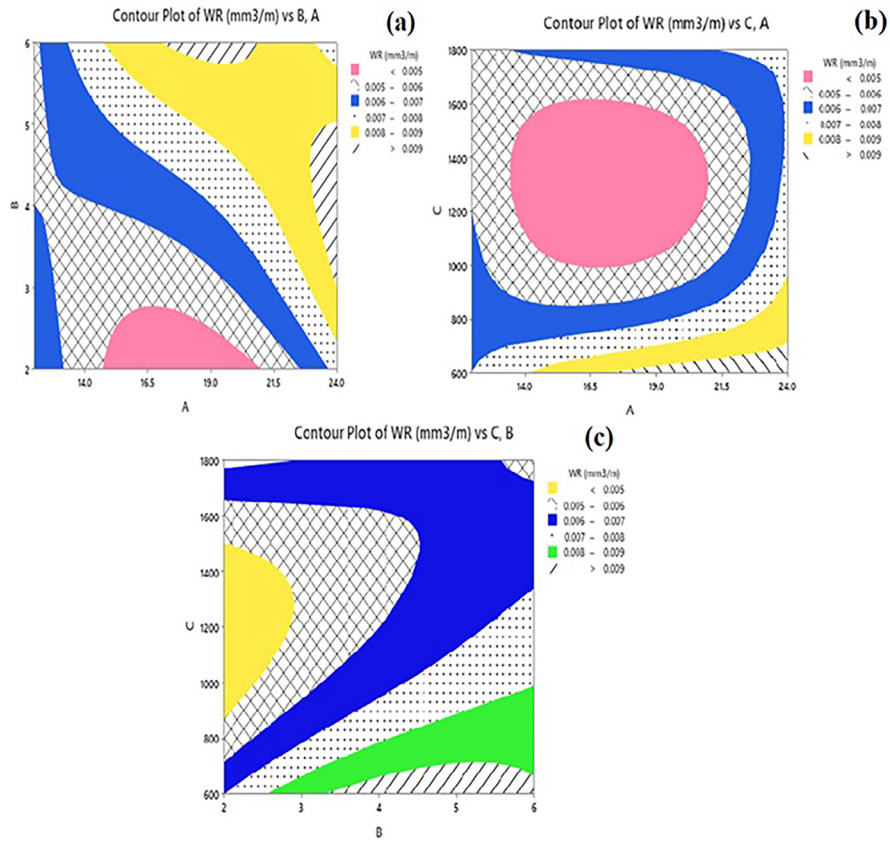 Contour Plot of WR (mm3/m) vs B, A
(a)
WR (mm3/m)
< 0.005
0.005 – 0.006
0.006 – 0.007
0.007 – 0.008
0.008 – 0.009
> 0.009
6
5
4
3
2
B
14.0 16.5 19.0 21.5 24.0
A
Contour Plot of WR (mm3/m) vs C, A
(b)
WR (mm3/m)
< 0.005
0.005 – 0.006
0.006 – 0.007
0.007 – 0.008
0.008 – 0.009
> 0.009
1800
1600
1400
1200
1000
800
600
C
14.0 16.5 19.0 21.5 24.0
A
Contour Plot of WR (mm3/m) vs C, B
(c)
WR (mm3/m)
< 0.005
0.005 – 0.006
0.006 – 0.007
0.007 – 0.008
0.008 – 0.009
> 0.009
1800
1600
1400
1200
1000
800
600
C
2 3 4 5 6
B